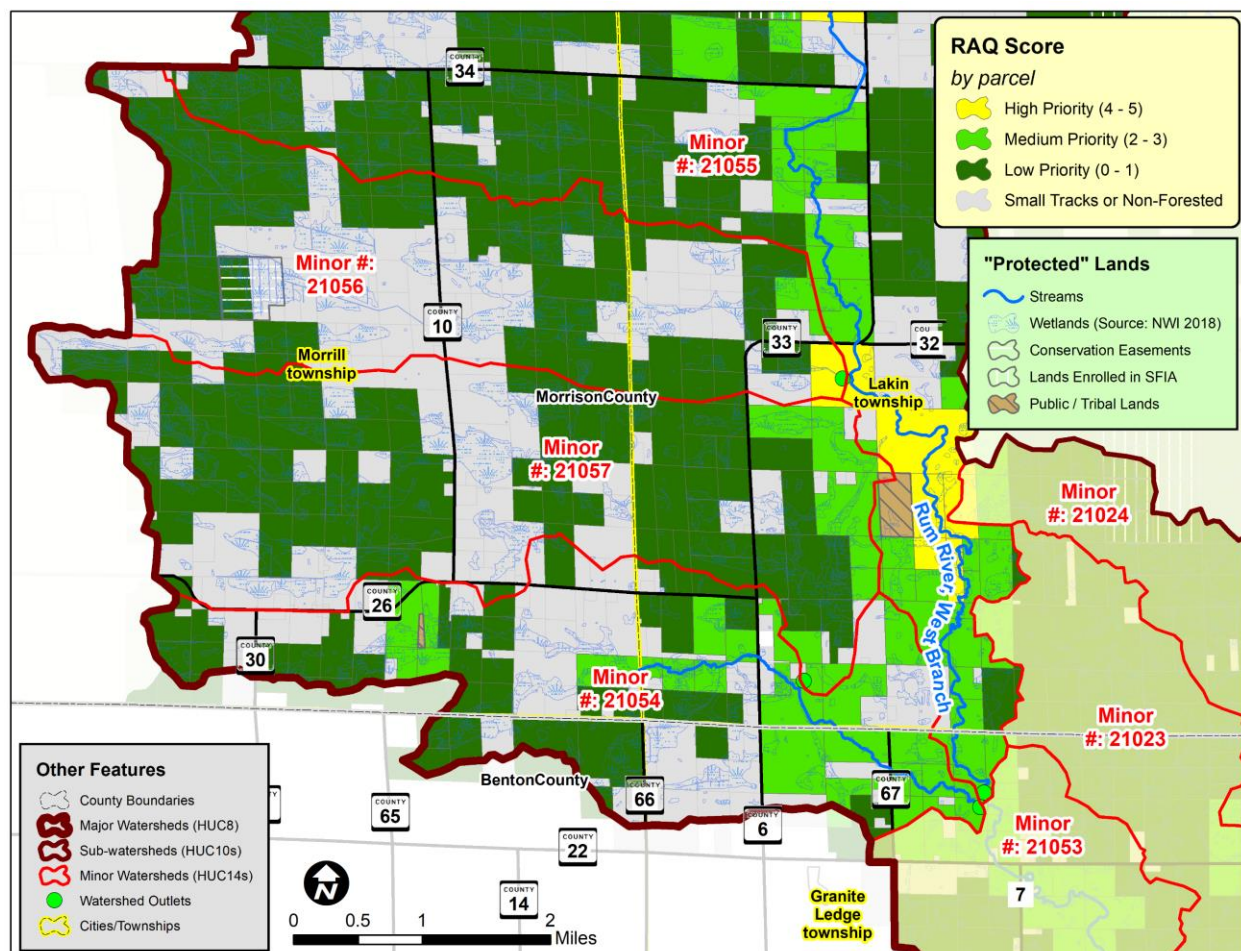 RAQ Score
by parcel
High Priority (4 - 5)
Medium Priority (2 - 3)
Low Priority (0 - 1)
Small Tracks or Non-Forested
"Protected" Lands
Streams
Wetlands (Source: NWI 2018)
Conservation Easements
Lands Enrolled in SFIA
Public / Tribal Lands
COUNTY
34
Minor
#: 21055
Minor #:
21056
COUNTY
10
COUNTY
33
COU
32
Morrill
township
MorrisonCounty
Lakin
township
Minor
#: 21057
Minor
#: 21024
Rum River, West Branch
COUNTY
26
COUNTY
30
Minor
#: 21054
Minor
#: 21023
BentonCounty
COUNTY
66
COUNTY
67
COUNTY
65
COUNTY
6
COUNTY
22
Minor
#: 21053
COUNTY
14
7
Granite
Ledge
township
Other Features
County Boundaries
Major Watersheds (HUC8)
Sub-watersheds (HUC10s)
Minor Watersheds (HUC14s)
Watershed Outlets
Cities/Townships
N
0 0.5 1 2
Miles